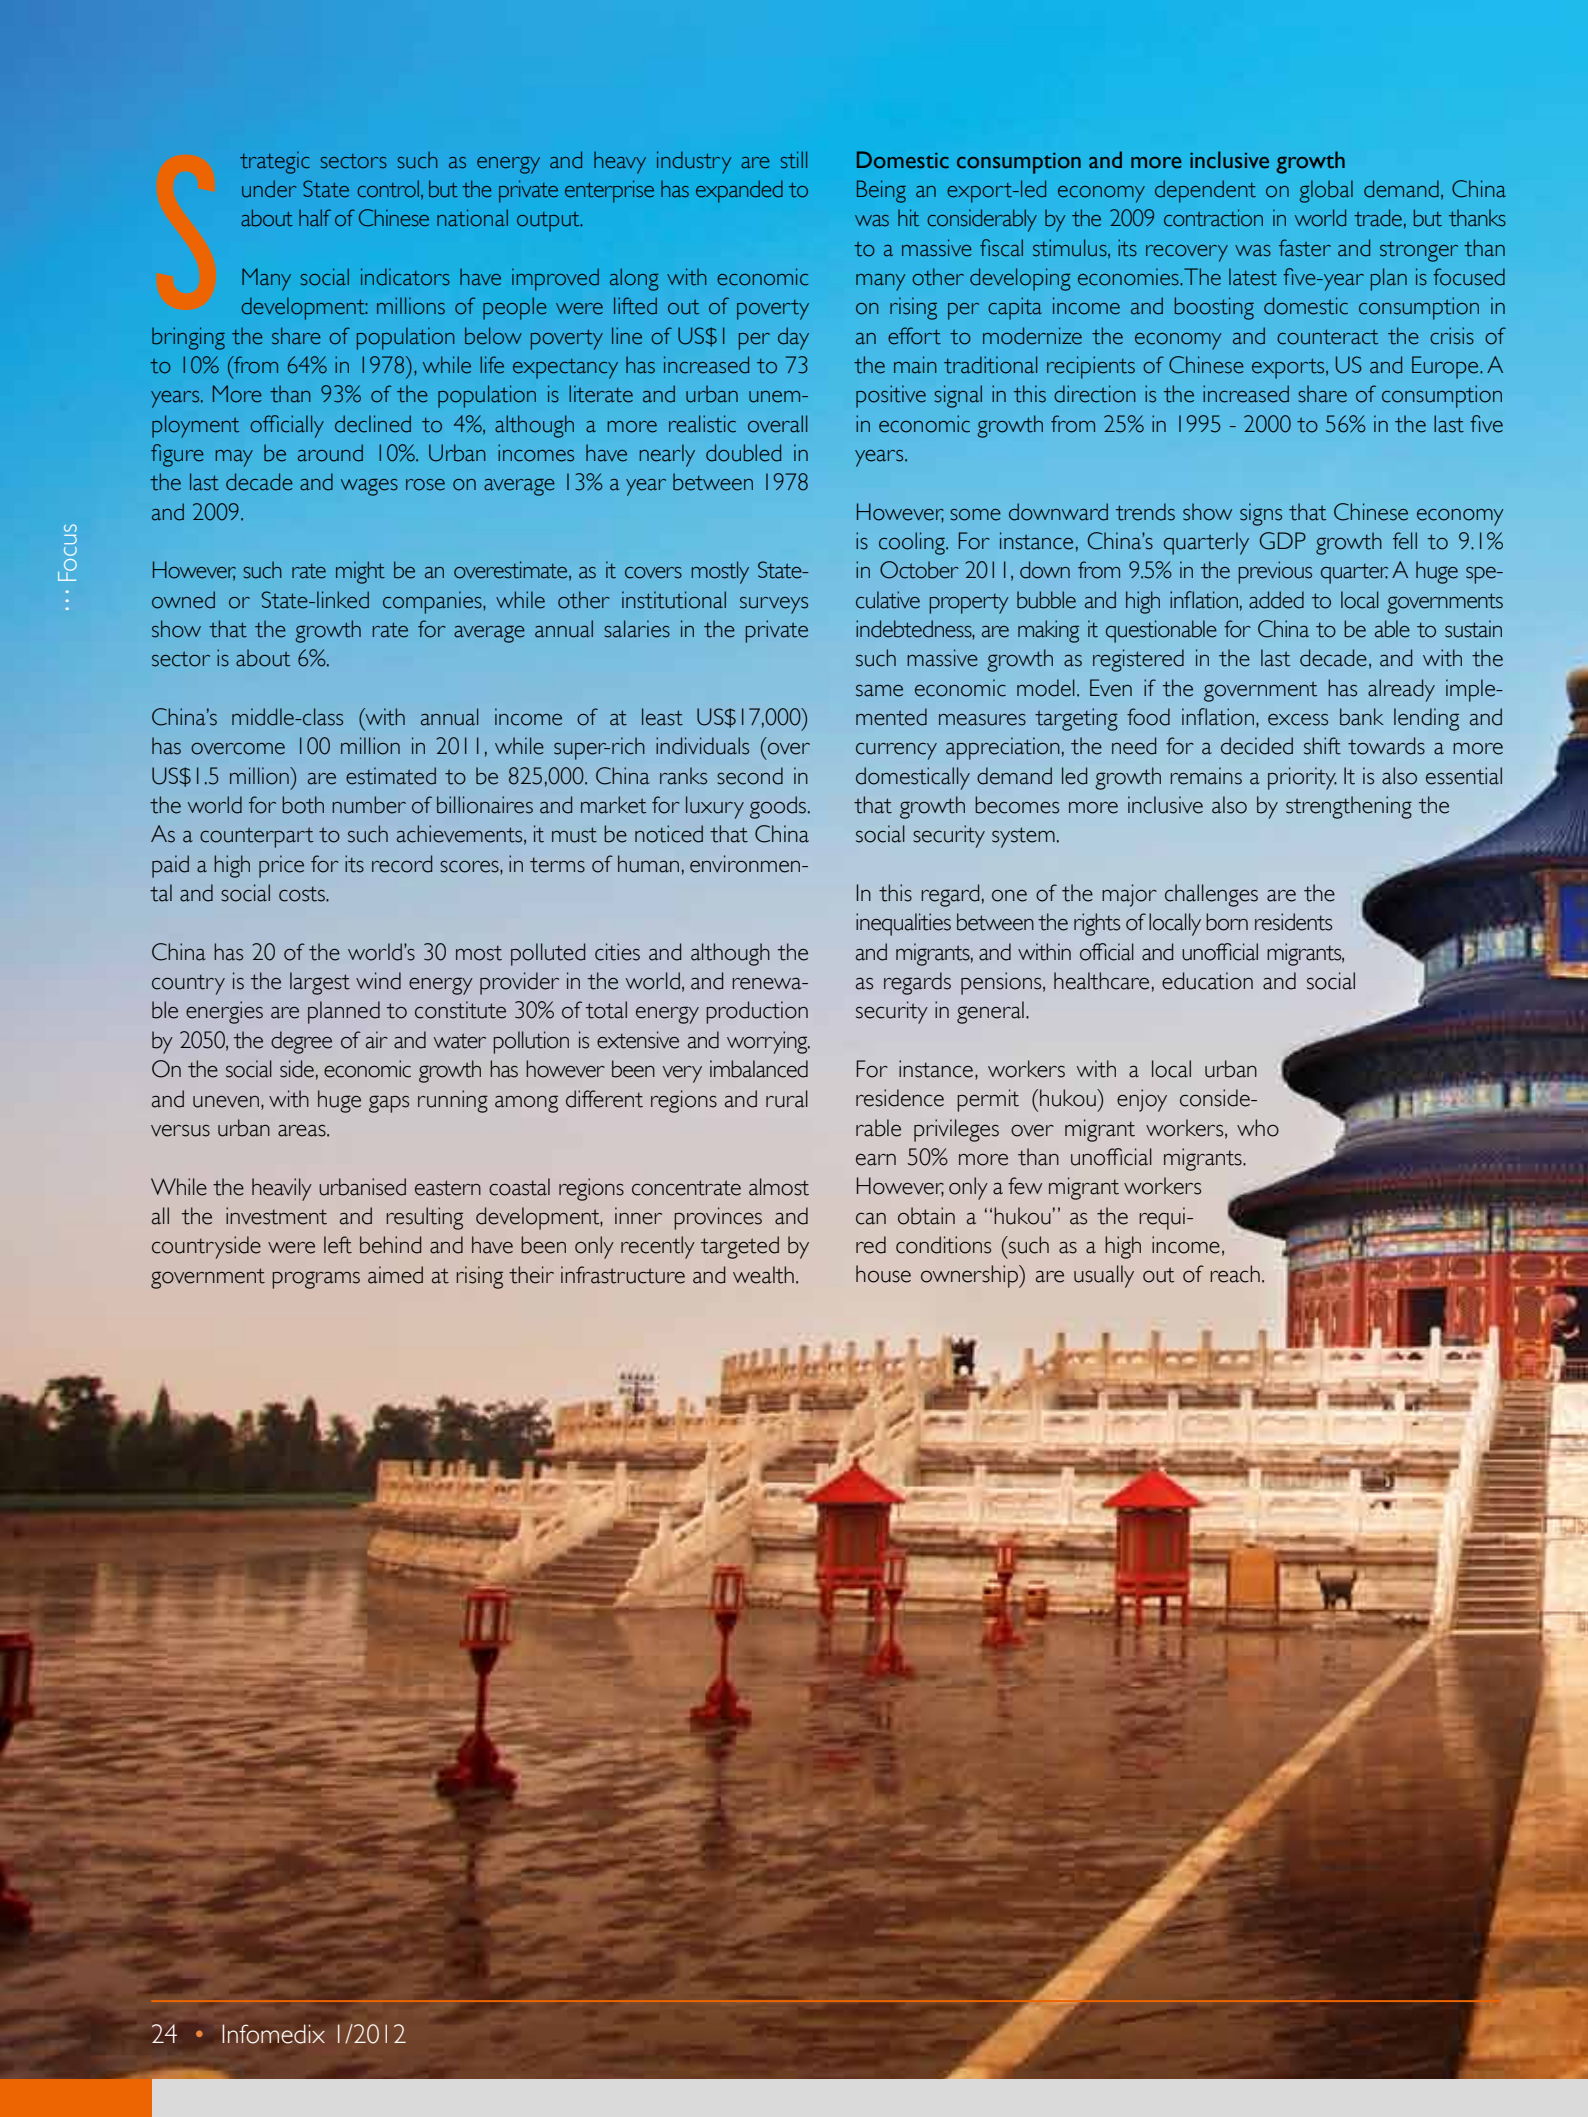 ... Focus
Strategic sectors such as energy and heavy industry are still
under State control, but the private enterprise has expanded to
about half of Chinese national output.
Many social indicators have improved along with economic
development: millions of people were lifted out of poverty
bringing the share of population below poverty line of US$1 per day
to 10% (from 64% in 1978), while life expectancy has increased to 73
years. More than 93% of the population is literate and urban unem-
ployment officially declined to 4%, although a more realistic overall
figure may be around 10%. Urban incomes have nearly doubled in
the last decade and wages rose on average 13% a year between 1978
and 2009.
However, such rate might be an overestimate, as it covers mostly State-
owned or State-linked companies, while other institutional surveys
show that the growth rate for average annual salaries in the private
sector is about 6%.
China's middle-class (with annual income of at least US$17,000)
has overcome 100 million in 2011, while super-rich individuals (over
US$1.5 million) are estimated to be 825,000. China ranks second in
the world for both number of billionaires and market for luxury goods.
As a counterpart to such achievements, it must be noticed that China
paid a high price for its record scores, in terms of human, environmen-
tal and social costs.
China has 20 of the world's 30 most polluted cities and although the
country is the largest wind energy provider in the world, and renewa-
ble energies are planned to constitute 30% of total energy production
by 2050, the degree of air and water pollution is extensive and worrying.
On the social side, economic growth has however been very imbalanced
and uneven, with huge gaps running among different regions and rural
versus urban areas.
While the heavily urbanised eastern coastal regions concentrate almost
all the investment and resulting development, inner provinces and
countryside were left behind and have been only recently targeted by
government programs aimed at rising their infrastructure and wealth.
Domestic consumption and more inclusive growth
Being an export-led economy dependent on global demand, China
was hit considerably by the 2009 contraction in world trade, but thanks
to a massive fiscal stimulus, its recovery was faster and stronger than
many other developing economies. The latest five-year plan is focused
on rising per capita income and boosting domestic consumption in
an effort to modernize the economy and counteract the crisis of
the main traditional recipients of Chinese exports, US and Europe. A
positive signal in this direction is the increased share of consumption
in economic growth from 25% in 1995 - 2000 to 56% in the last five
years.
However, some downward trends show signs that Chinese economy
is cooling. For instance, China's quarterly GDP growth fell to 9.1%
in October 2011, down from 9.5% in the previous quarter. A huge spe-
culative property bubble and high inflation, added to local governments
indebtedness, are making it questionable for China to be able to sustain
such massive growth as registered in the last decade, and with the
same economic model. Even if the government has already imple-
mented measures targeting food inflation, excess bank lending and
currency appreciation, the need for a decided shift towards a more
domestically demand led growth remains a priority. It is also essential
that growth becomes more inclusive also by strengthening the
social security system.
In this regard, one of the major challenges are the
inequalities between the rights of locally born residents
and migrants, and within official and unofficial migrants,
as regards pensions, healthcare, education and social
security in general.
For instance, workers with a local urban
residence permit (hukou) enjoy conside-
rable privileges over migrant workers, who
earn 50% more than unofficial migrants.
However, only a few migrant workers
can obtain a "hukou" as the requi-
red conditions (such as a high income,
house ownership) are usually out of reach.
24 • Infomedix 1/2012